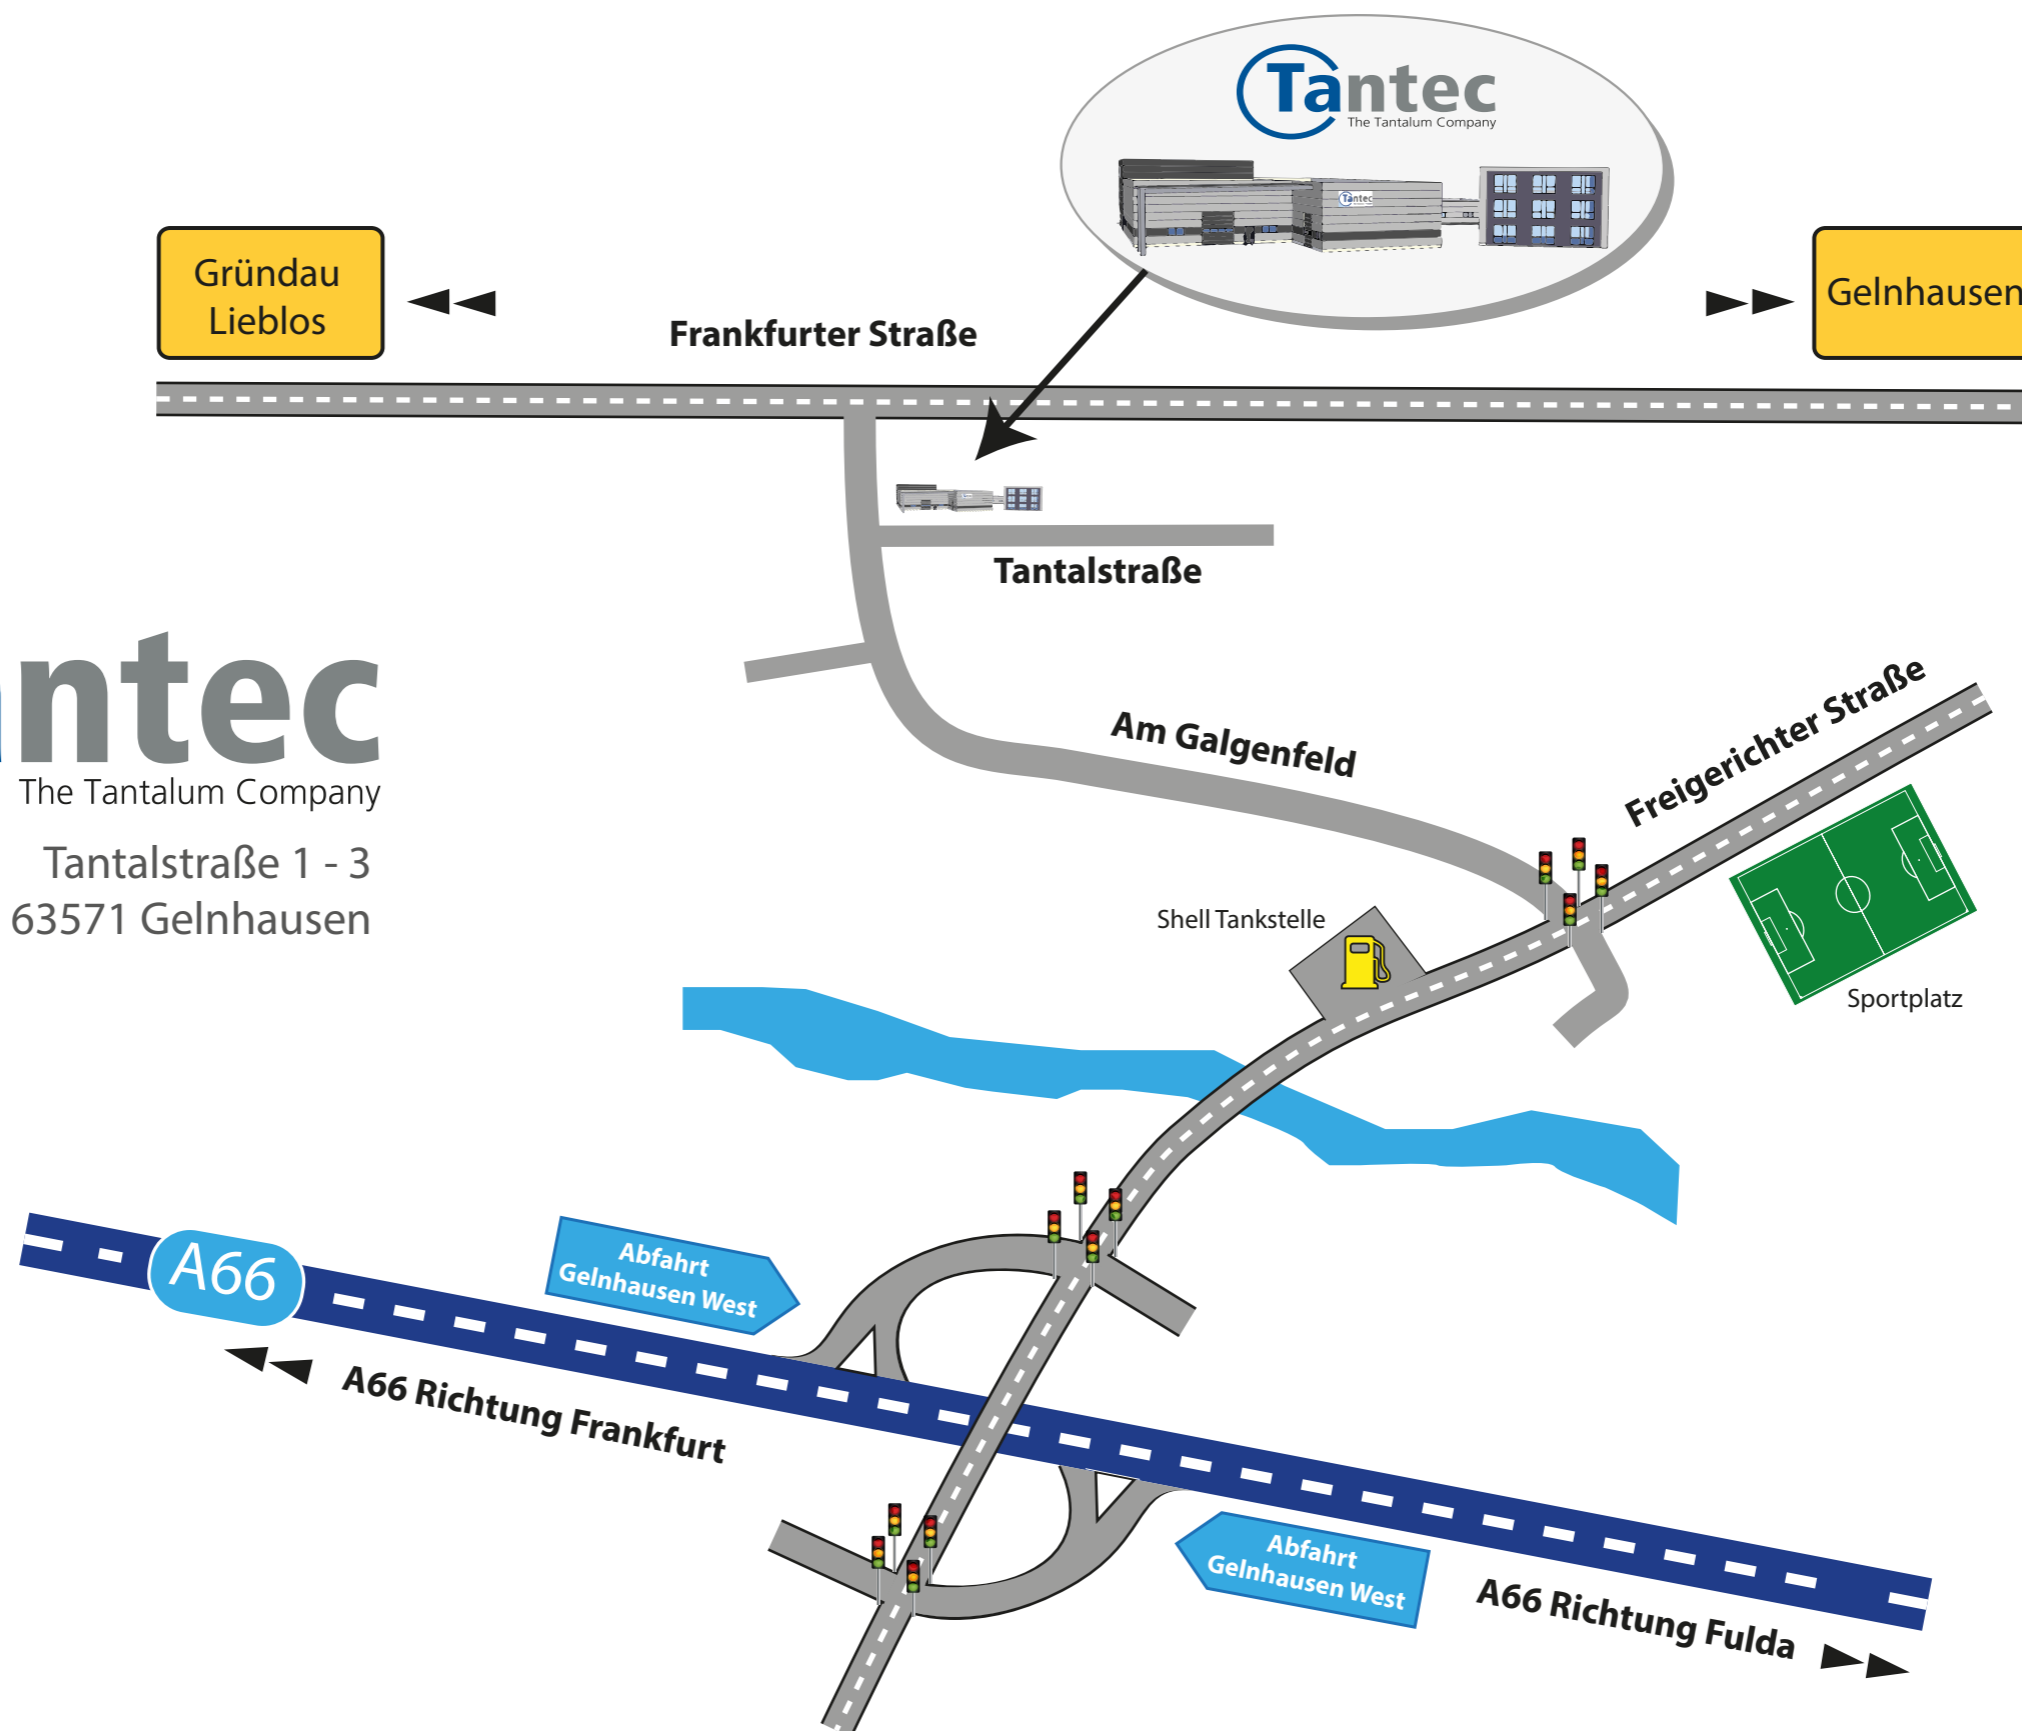 Tantec
The Tantalum Company
Tantec
Gründau
Lieblos
Gelnhausen
Frankfurter Straße
Tantalstraße
ntec
The Tantalum Company
Tantalstraße 1 - 3
63571 Gelnhausen
Am Galgenfeld
Freigerichter Straße
Shell Tankstelle
Sportplatz
A66
Abfahrt
Gelnhausen West
A66 Richtung Frankfurt
Abfahrt
Gelnhausen West
A66 Richtung Fulda